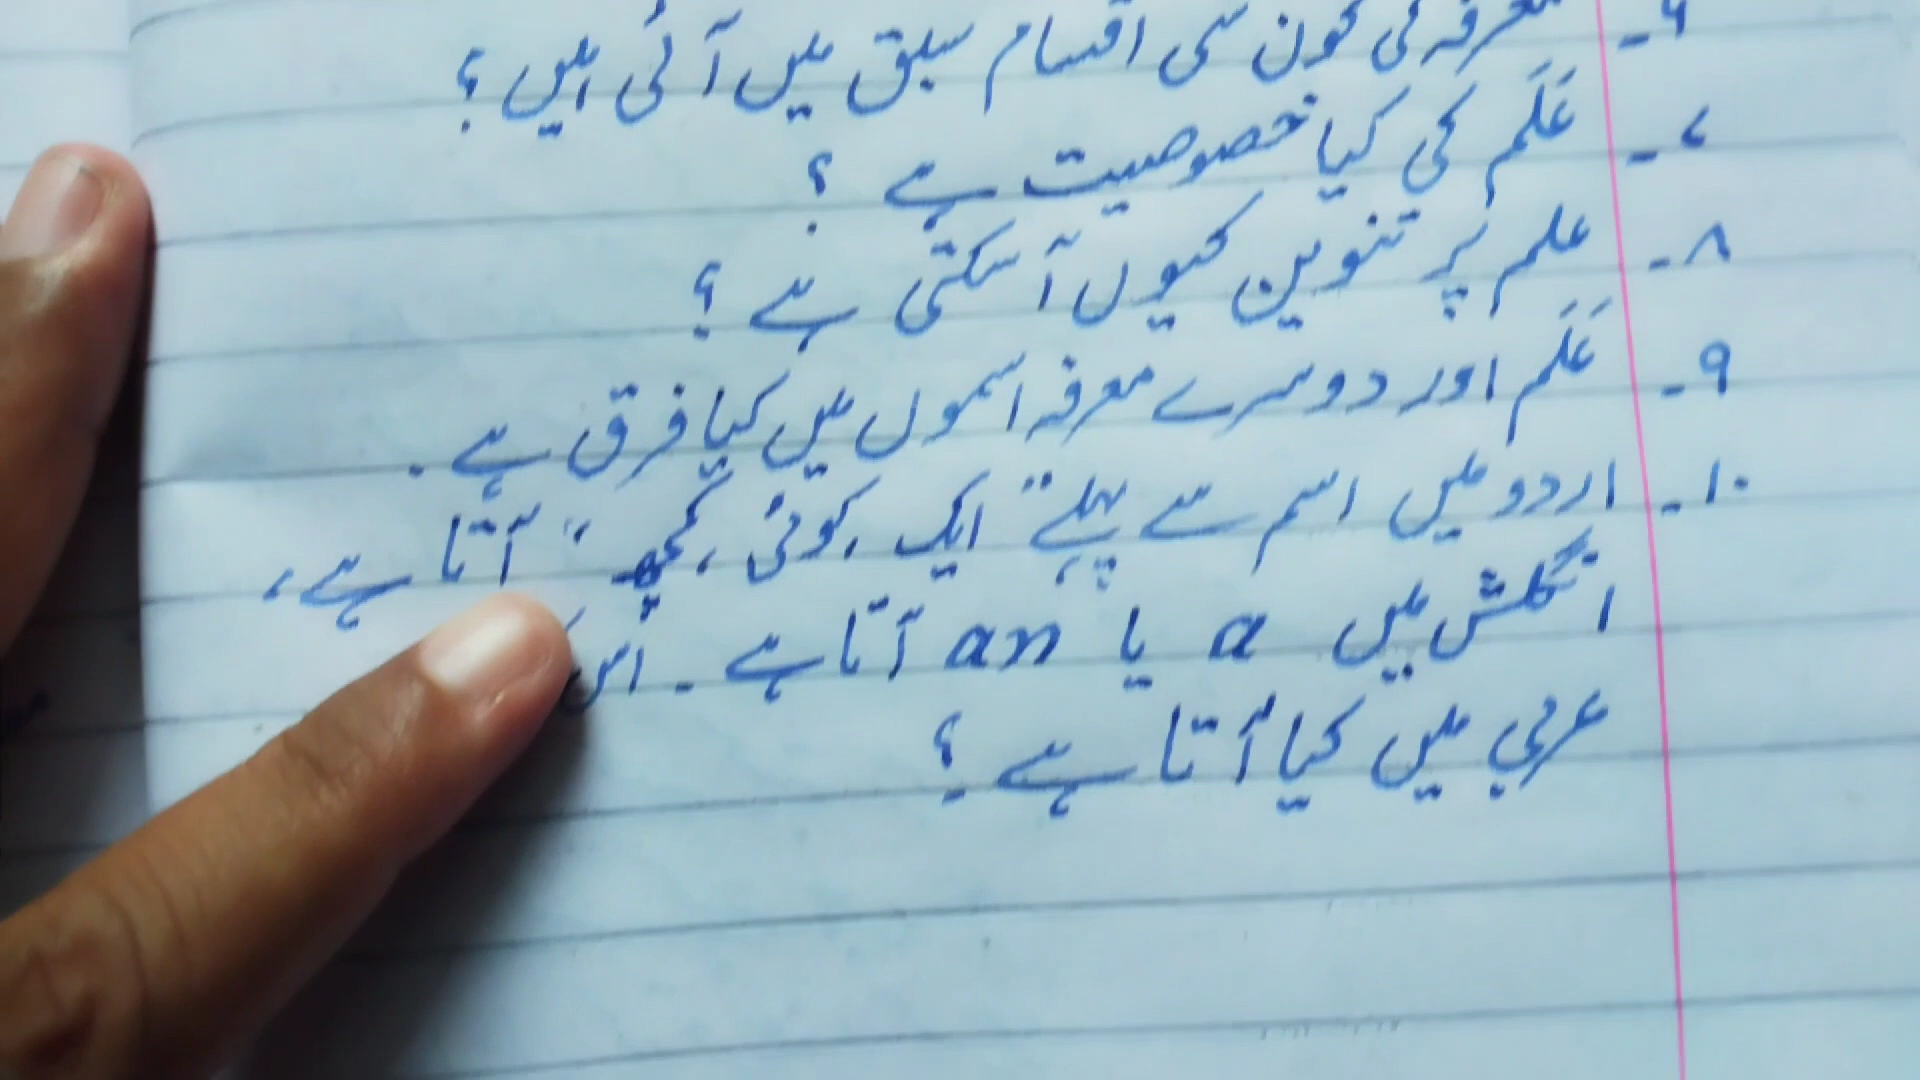 ۶۔ معرفہ کی کون سی اقسام سبق میں آئی ہیں؟
۷۔ عَلَم کی کیا خصوصیت ہے ؟
۸۔ علم پر تنوین کیوں آسکتی ہے ؟
۹۔ عَلَم اور دوسرے معرفہ اسموں میں کیا فرق ہے ۔
۱۰۔ اردو میں اسم سے پہلے "ایک ، کوئی ، کچھ " آتا ہے ،
انگلش میں a یا an آتا ہے ۔
عربی میں کیا آتا ہے ؟